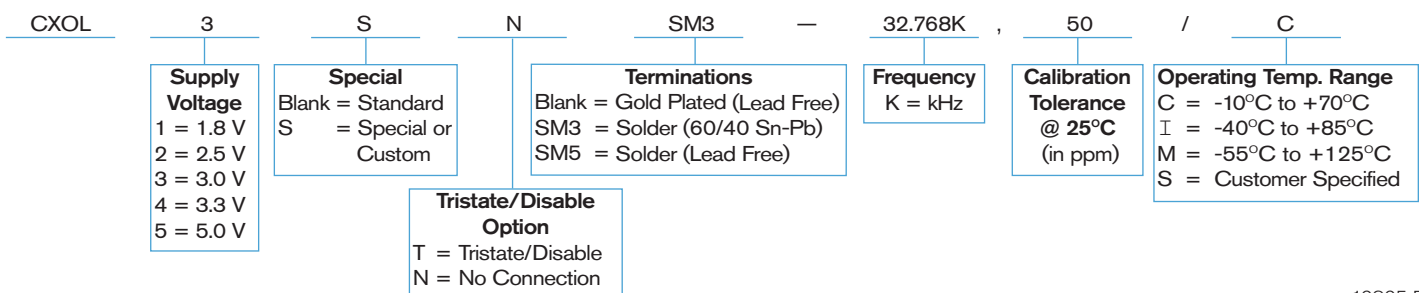 CXOL 3 S N SM3 — 32.768K , 50 / C
Supply
Voltage
1 = 1.8 V
2 = 2.5 V
3 = 3.0 V
4 = 3.3 V
5 = 5.0 V
Special
Blank = Standard
S = Special or
Custom
Tristate/Disable
Option
T = Tristate/Disable
N = No Connection
Terminations
Blank = Gold Plated (Lead Free)
SM3 = Solder (60/40 Sn-Pb)
SM5 = Solder (Lead Free)
Frequency
K = kHz
Calibration
Tolerance
@ 25°C
(in ppm)
Operating Temp. Range
C = -10°C to +70°C
I = -40°C to +85°C
M = -55°C to +125°C
S = Customer Specified